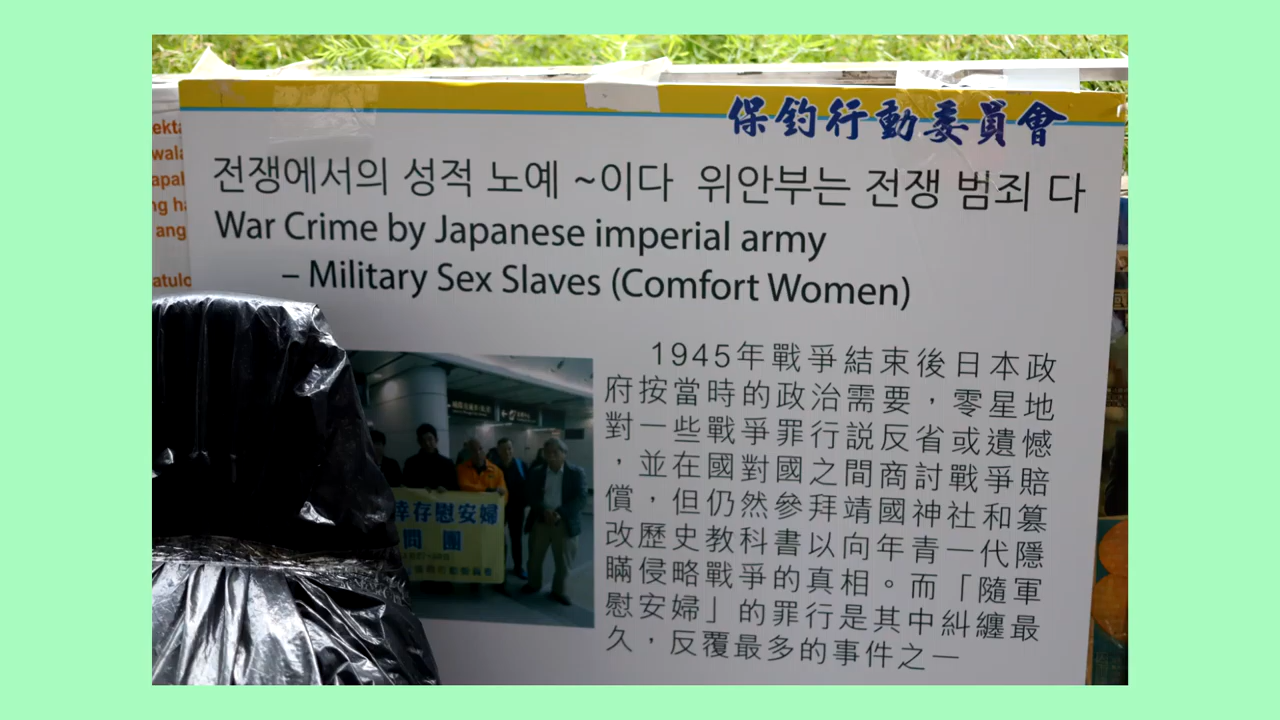 保釣行動委員會
전쟁에서의 성적 노예 ~이다 위안부는 전쟁 범죄 다
War Crime by Japanese imperial army
– Military Sex Slaves (Comfort Women)
1945年戰爭結束後日本政
府按當時的政治需要，零星地
對一些戰爭罪行説反省或遺憾
，並在國對國之間商討戰爭賠
償，但仍然參拜靖國神社和篡
改歷史教科書以向年青一代隱
瞞侵略戰爭的真相。而「隨軍
慰安婦」的罪行是其中糾纏最
久，反覆最多的事件之一
倖存慰安婦
問團
ekta
wala
apal
ng ha
ang
atulo